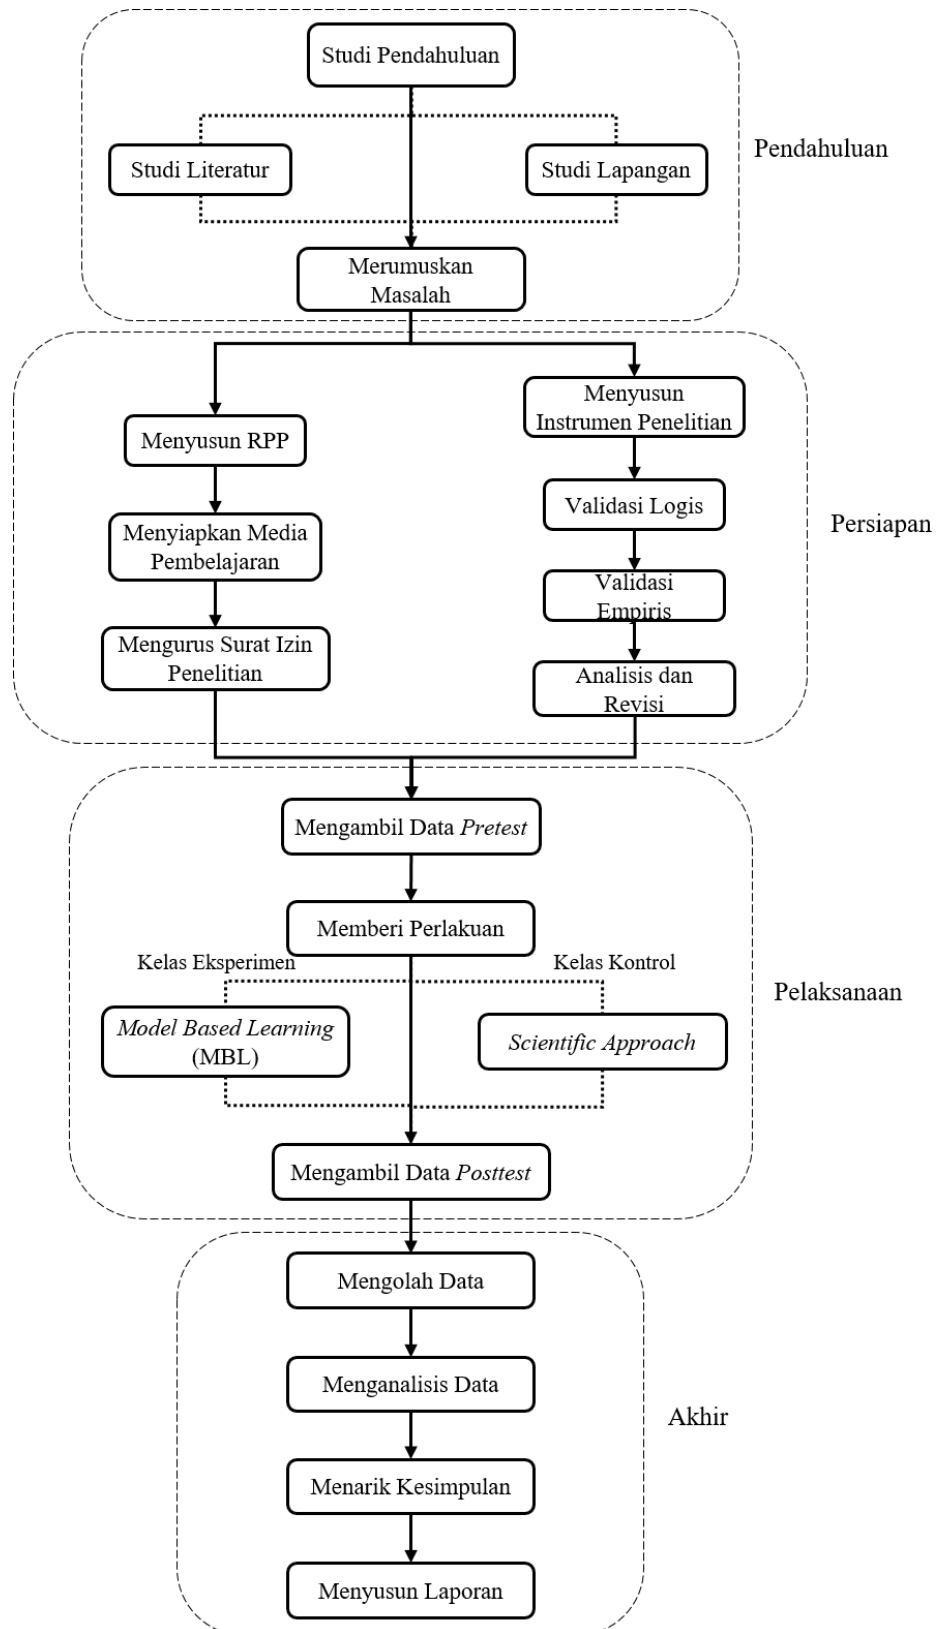 Studi Pendahuluan
Pendahuluan
Studi Literatur
Studi Lapangan
Merumuskan
Masalah
Menyusun
Instrumen Penelitian
Menyusun RPP
Validasi Logis
Persiapan
Menyiapkan Media
Pembelajaran
Validasi
Empiris
Mengurus Surat Izin
Penelitian
Analisis dan
Revisi
Mengambil Data Pretest
Memberi Perlakuan
Kelas Eksperimen
Kelas Kontrol
Pelaksanaan
Model Based Learning
(MBL)
Scientific Approach
Mengambil Data Posttest
Mengolah Data
Menganalisis Data
Akhir
Menarik Kesimpulan
Menyusun Laporan